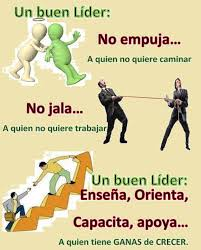 Un buen Líder:
No empuja...
A quien no quiere caminar
No jala...
A quien no quiere trabajar
Un buen Líder:
Enseña, Orienta,
Capacita, apoya...
A quien tiene GANAS de CRECER.